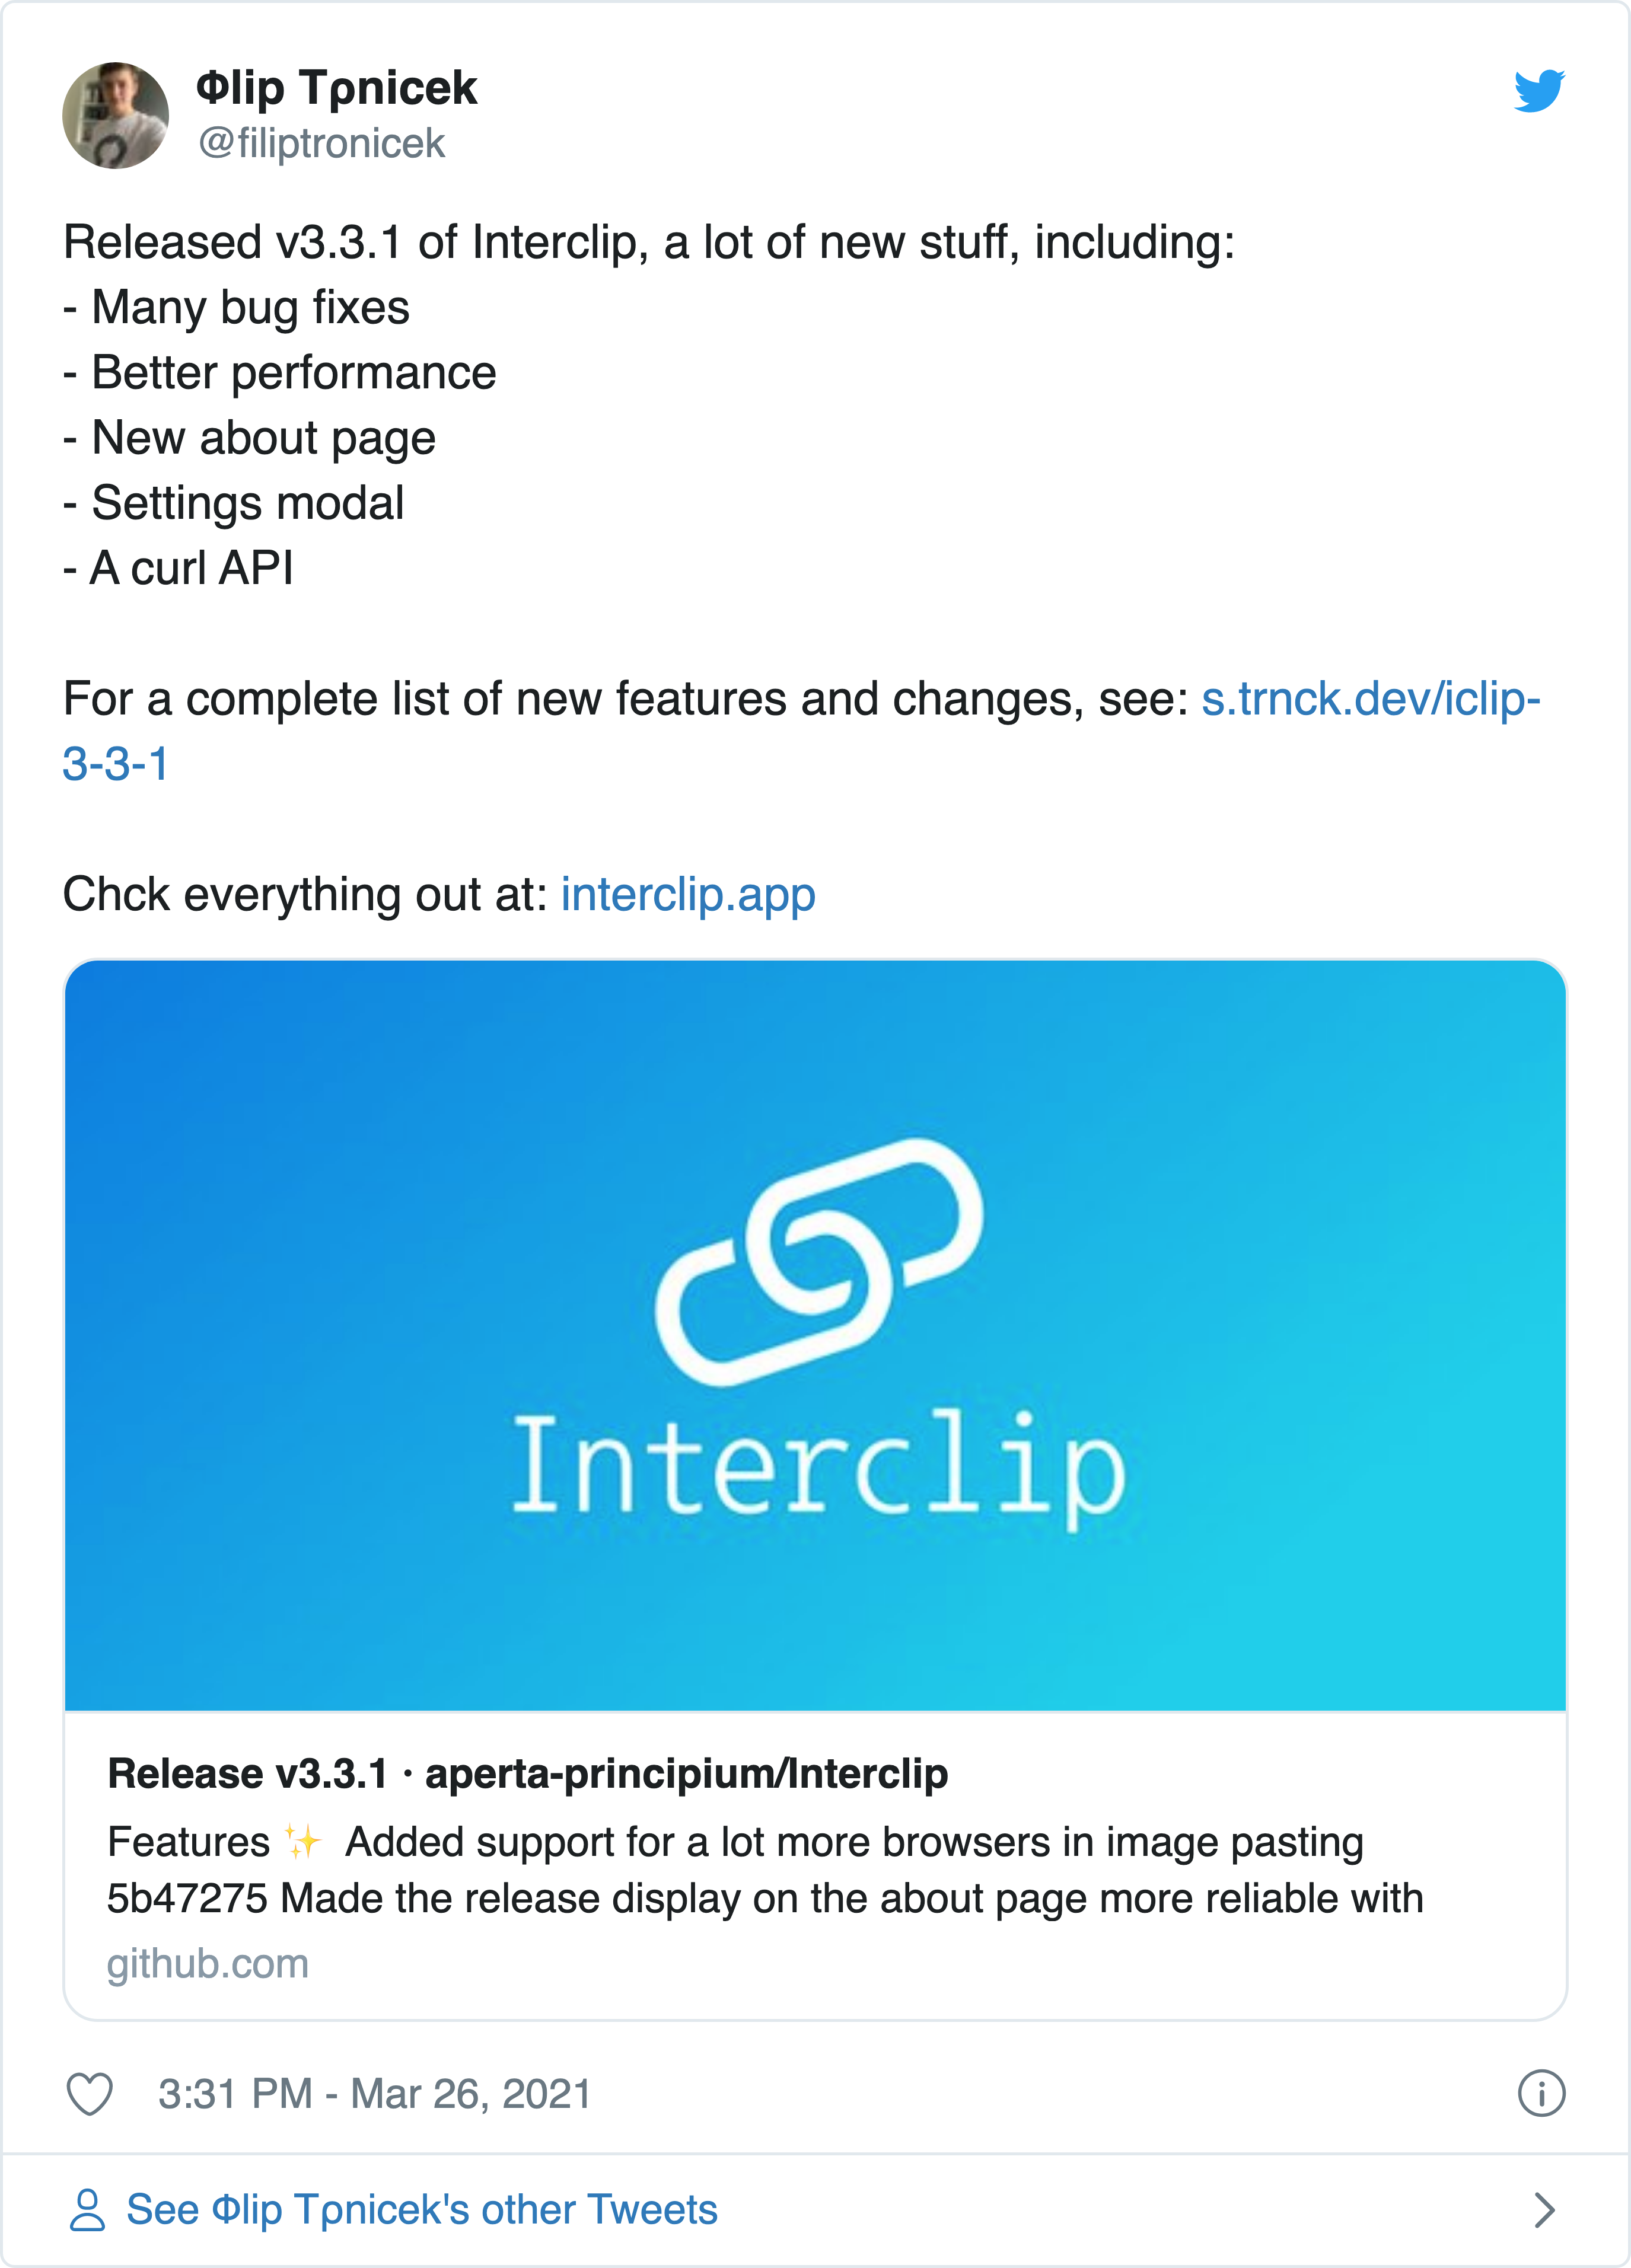 Φlip Tρnicek
@filiptronicek
Released v3.3.1 of Interclip, a lot of new stuff, including:
- Many bug fixes
- Better performance
- New about page
- Settings modal
- A curl API
For a complete list of new features and changes, see: s.trnck.dev/iclip-
3-3-1
Chck everything out at: interclip.app
Interclip
Release v3.3.1 · aperta-principium/Interclip
Features ✨ Added support for a lot more browsers in image pasting
5b47275 Made the release display on the about page more reliable with
github.com
3:31 PM - Mar 26, 2021
See Φlip Tρnicek's other Tweets